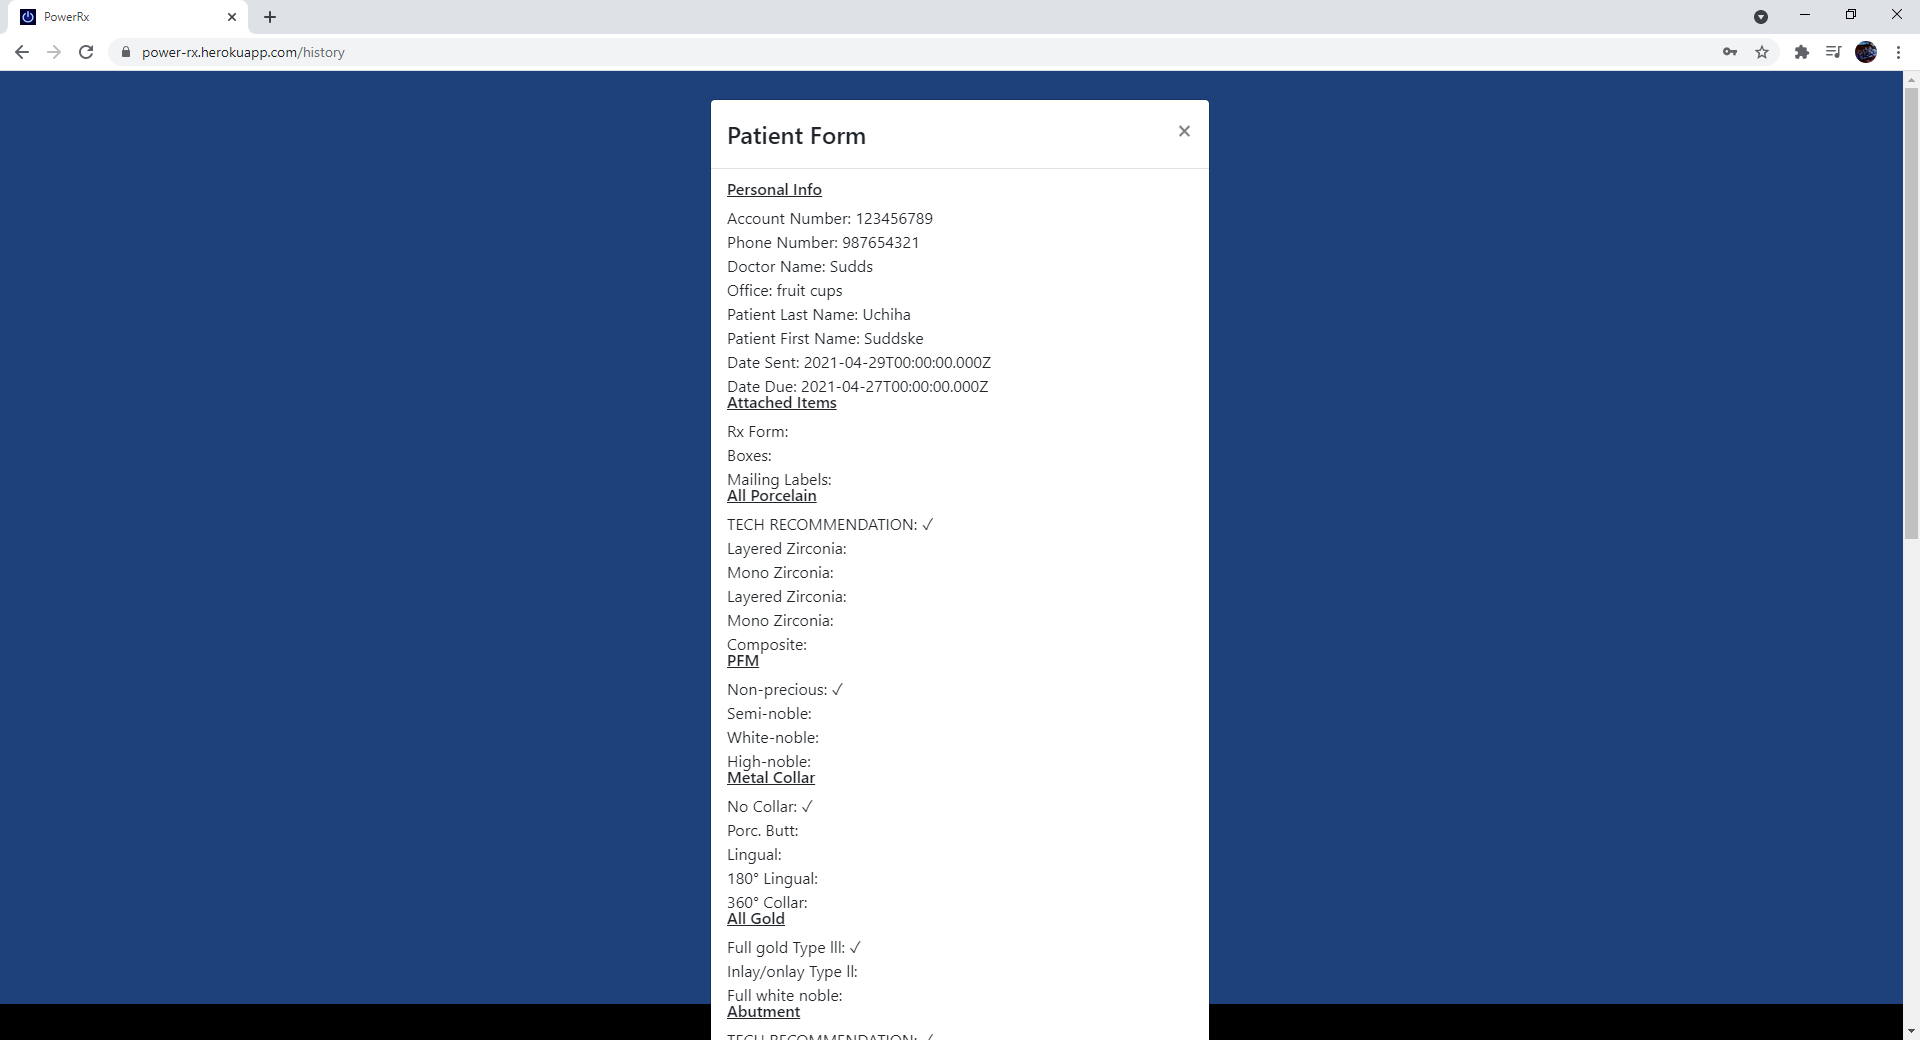 PowerRx
power-rx.herokuapp.com/history
Patient Form
Personal Info
Account Number: 123456789
Phone Number: 987654321
Doctor Name: Sudds
Office: fruit cups
Patient Last Name: Uchiha
Patient First Name: Suddske
Date Sent: 2021-04-29T00:00:00.000Z
Date Due: 2021-04-27T00:00:00.000Z
Attached Items
Rx Form:
Boxes:
Mailing Labels:
All Porcelain
TECH RECOMMENDATION: ✓
Layered Zirconia:
Mono Zirconia:
Layered Zirconia:
Mono Zirconia:
Composite:
PFM
Non-precious: ✓
Semi-noble:
White-noble:
High-noble:
Metal Collar
No Collar: ✓
Porc. Butt:
Lingual:
180° Lingual:
360° Collar:
All Gold
Full gold Type lll: ✓
Inlay/onlay Type ll:
Full white noble:
Abutment
TECH RECOMMENDATION: ✓